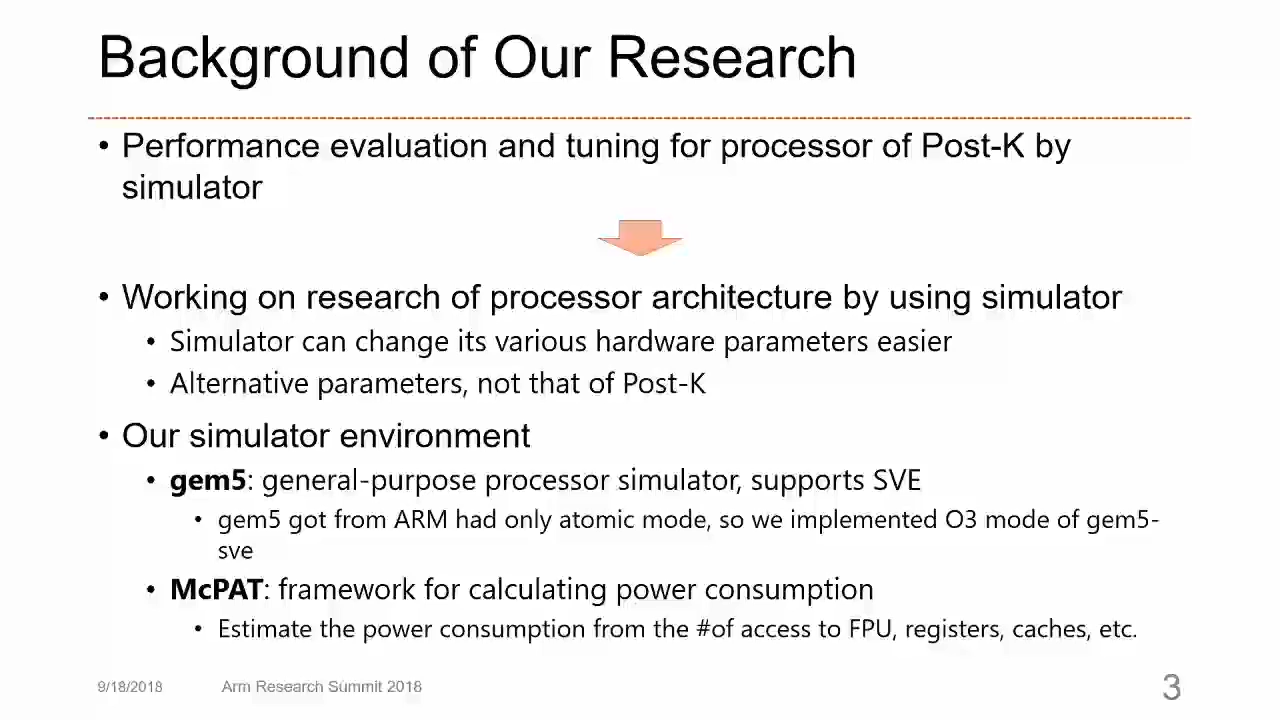 Background of Our Research
• Performance evaluation and tuning for processor of Post-K by
simulator
• Working on research of processor architecture by using simulator
• Simulator can change its various hardware parameters easier
• Alternative parameters, not that of Post-K
• Our simulator environment
• gem5: general-purpose processor simulator, supports SVE
• gem5 got from ARM had only atomic mode, so we implemented O3 mode of gem5-
sve
• McPAT: framework for calculating power consumption
• Estimate the power consumption from the #of access to FPU, registers, caches, etc.
9/18/2018 Arm Research Summit 2018 3